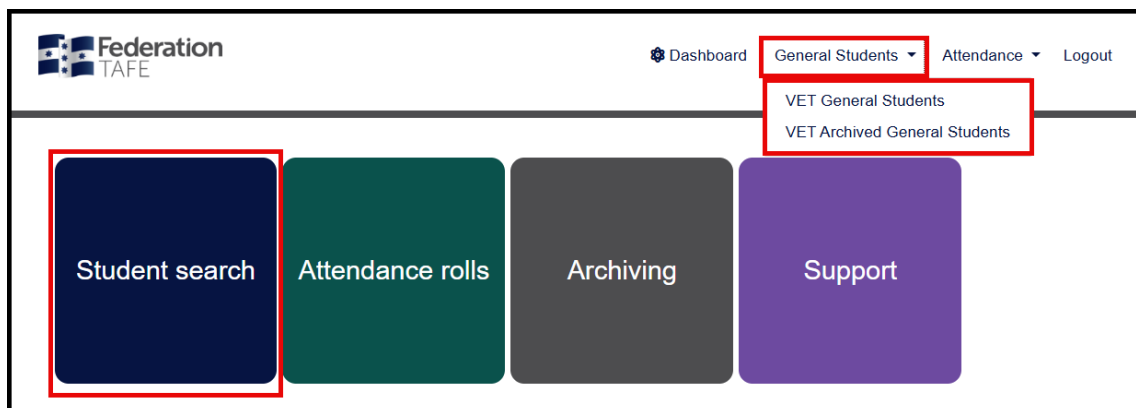 Federation
TAFE
Dashboard General Students Attendance Logout
VET General Students
VET Archived General Students
Student search Attendance rolls Archiving Support